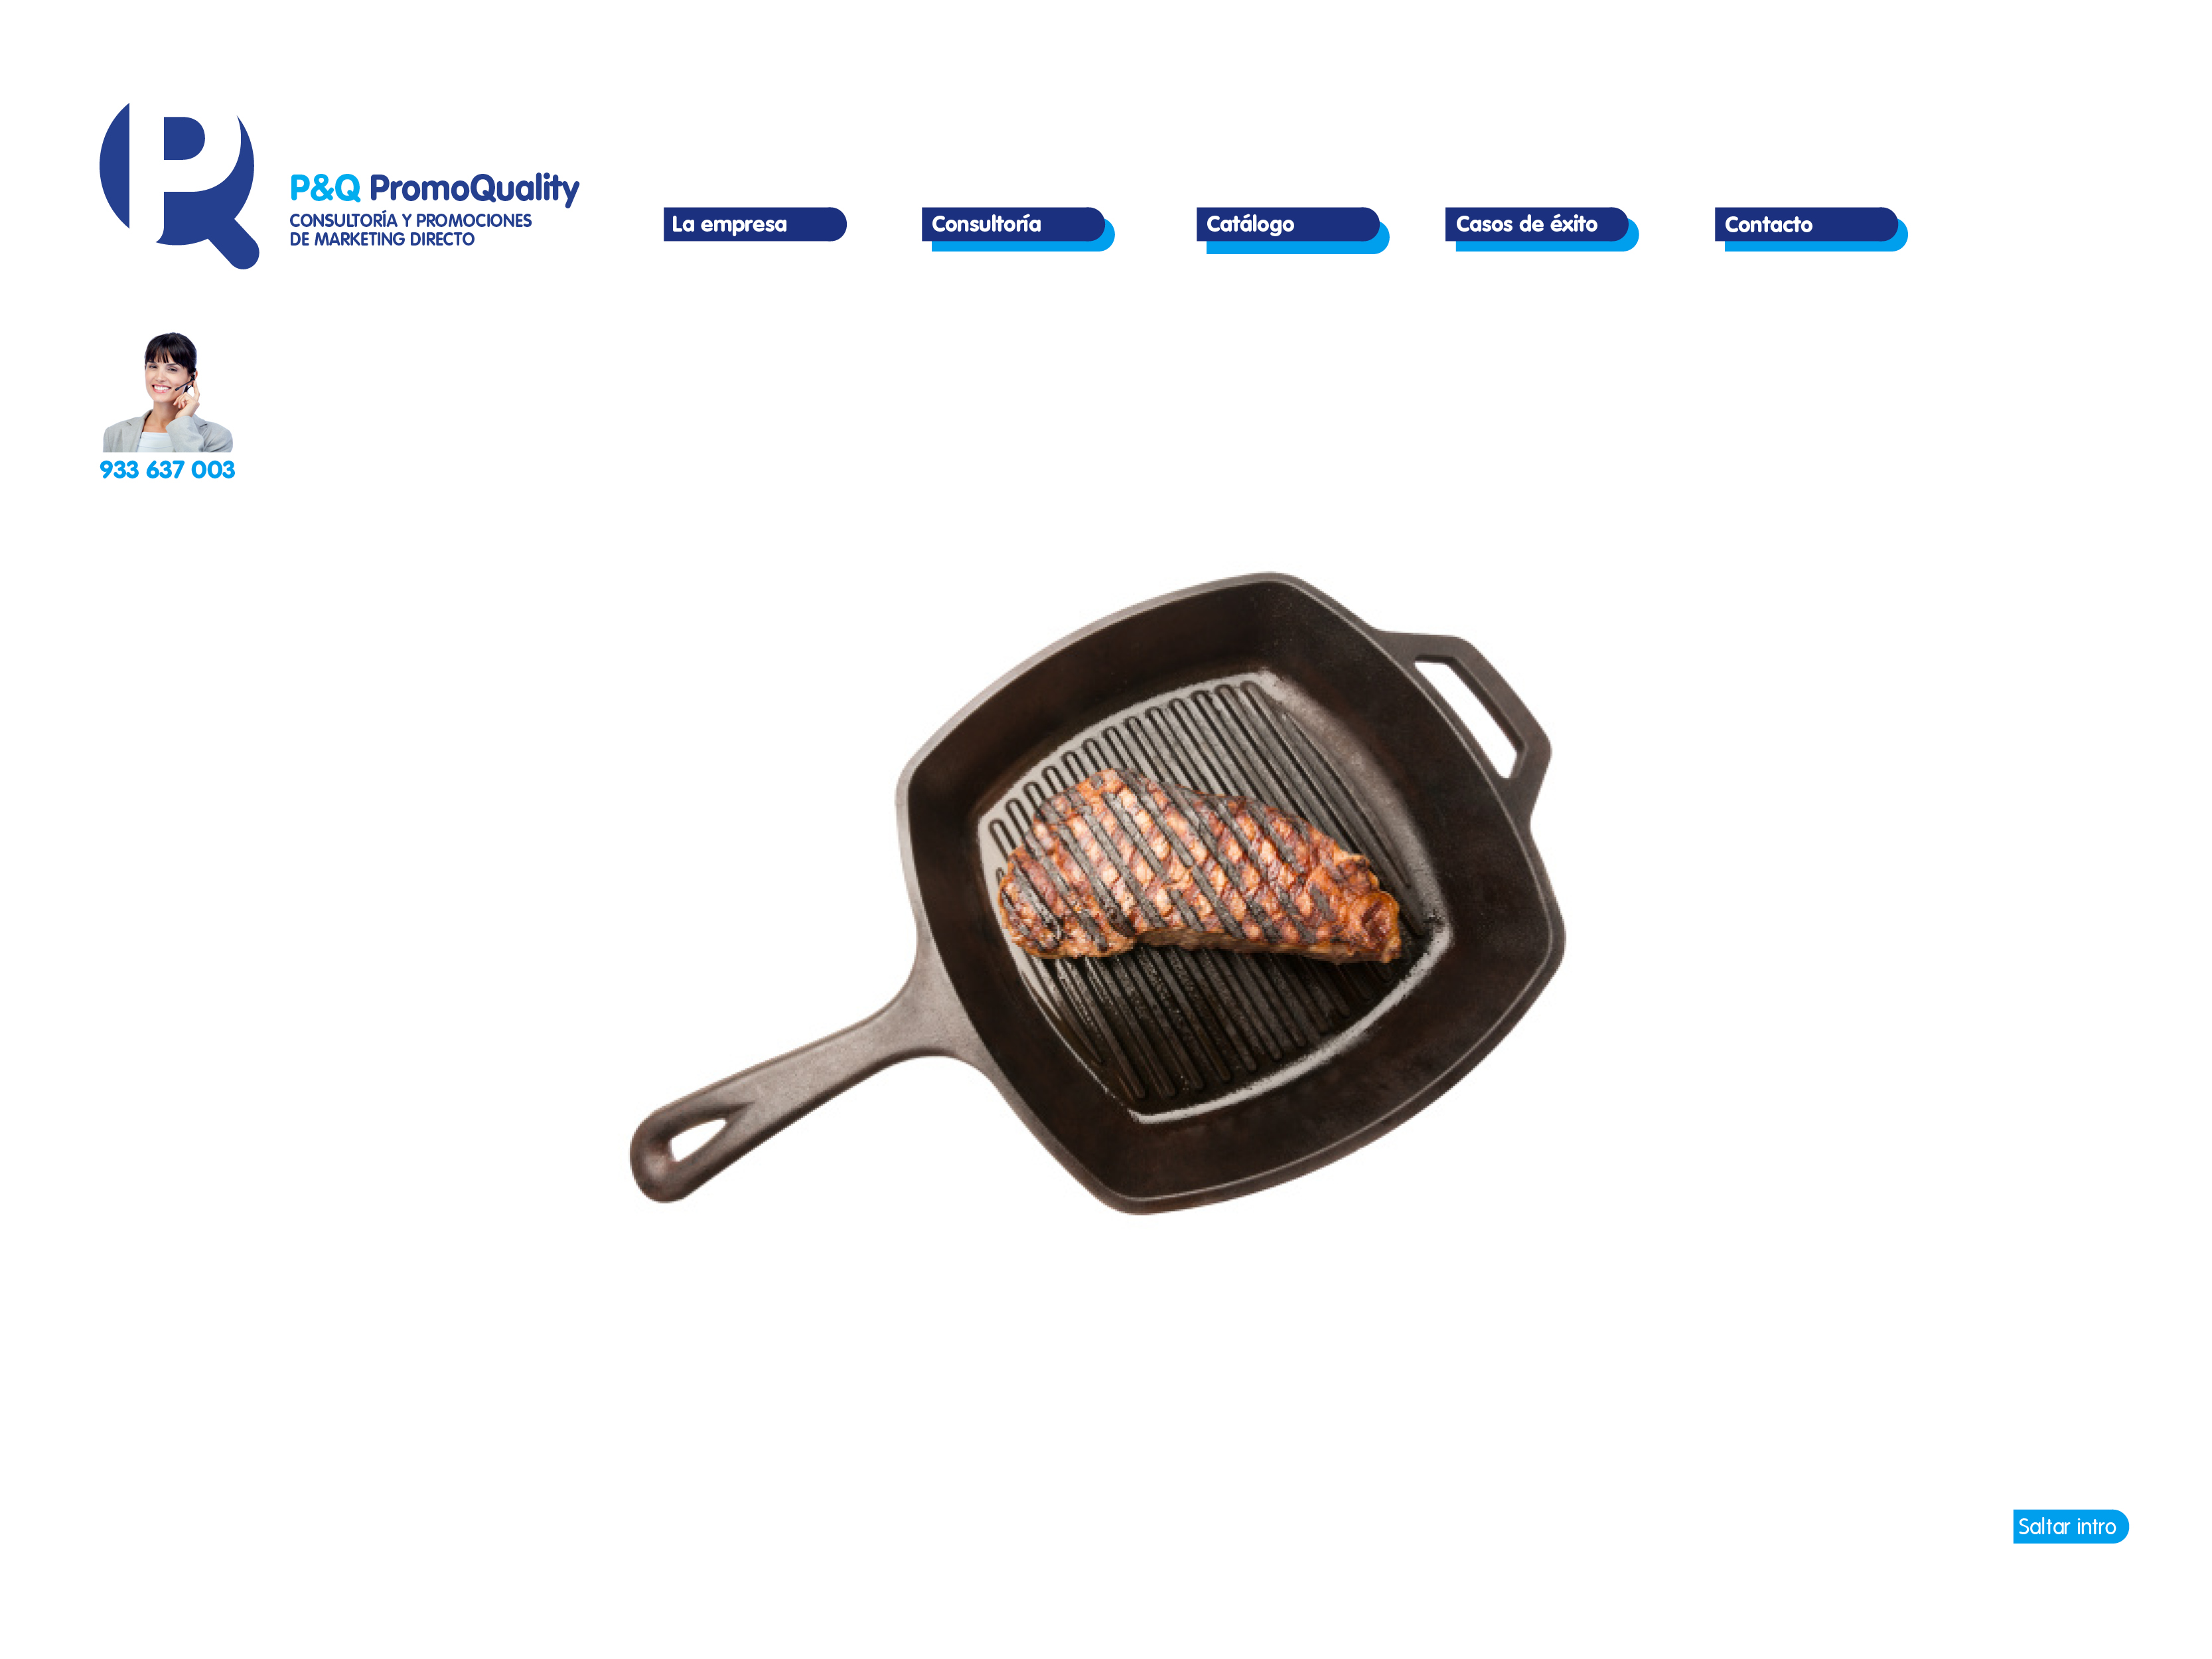 P&Q PromoQuality
CONSULTORÍA Y PROMOCIONES
DE MARKETING DIRECTO
La empresa
Consultoría
Catálogo
Casos de éxito
Contacto
933 637 003
Saltar intro